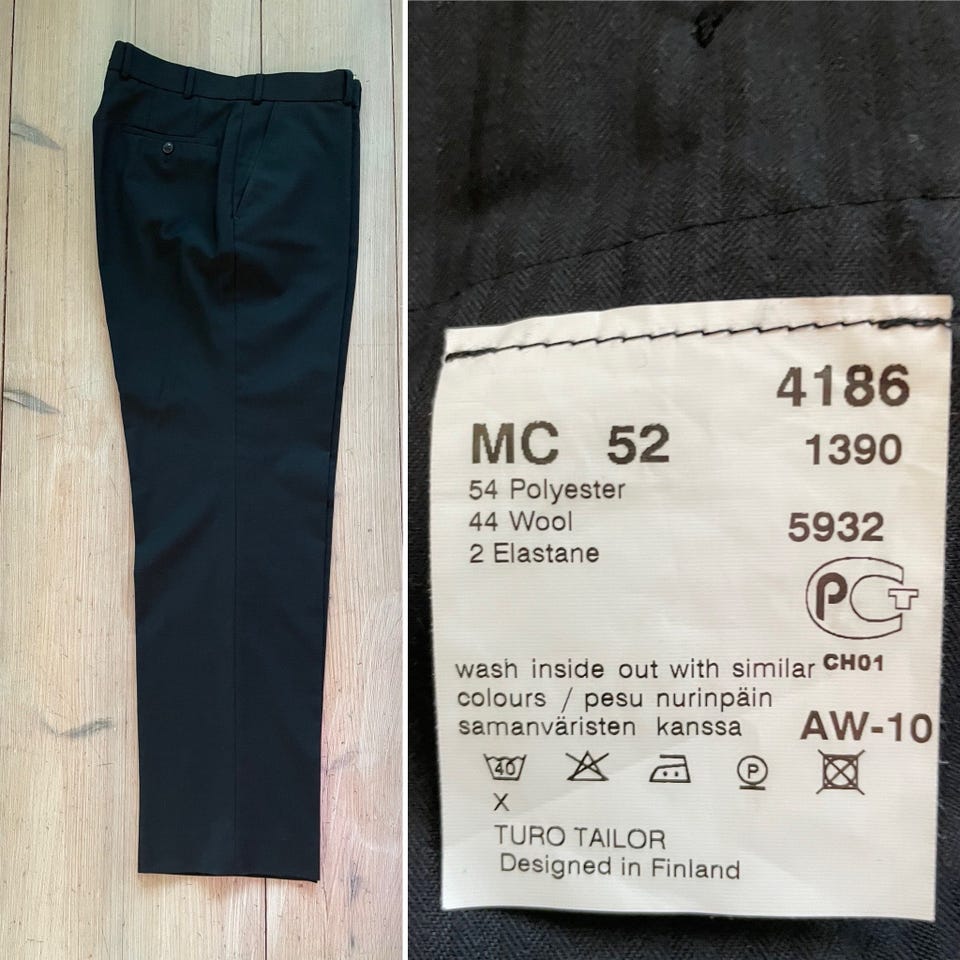 4186
MC 52 1390
54 Polyester
44 Wool 5932
2 Elastane
PCT
wash inside out with similar CH01
colours / pesu nurinpäin
samanväristen kanssa AW-10
40 P
X
TURO TAILOR
Designed in Finland